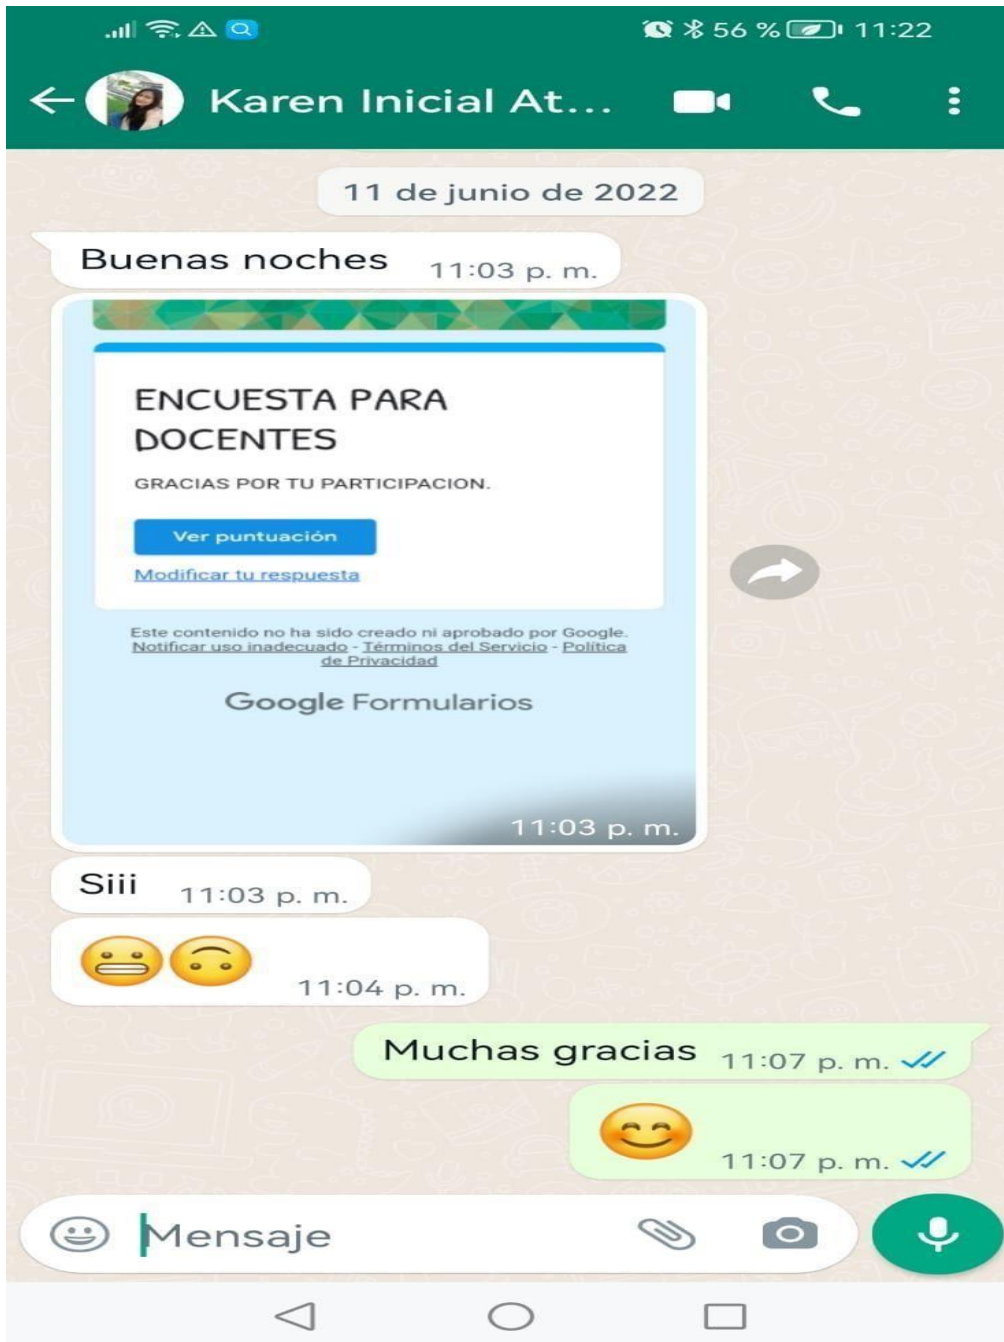 56 % 11:22
Karen Inicial At...
11 de junio de 2022
Buenas noches 11:03 p. m.
ENCUESTA PARA
DOCENTES
GRACIAS POR TU PARTICIPACION.
Ver puntuación
Modificar tu respuesta
Este contenido no ha sido creado ni aprobado por Google.
Notificar uso inadecuado - Términos del Servicio - Política
de Privacidad
Google Formularios
11:03 p. m.
Siii 11:03 p. m.
11:04 p. m.
Muchas gracias 11:07 p. m.
11:07 p. m.
Mensaje